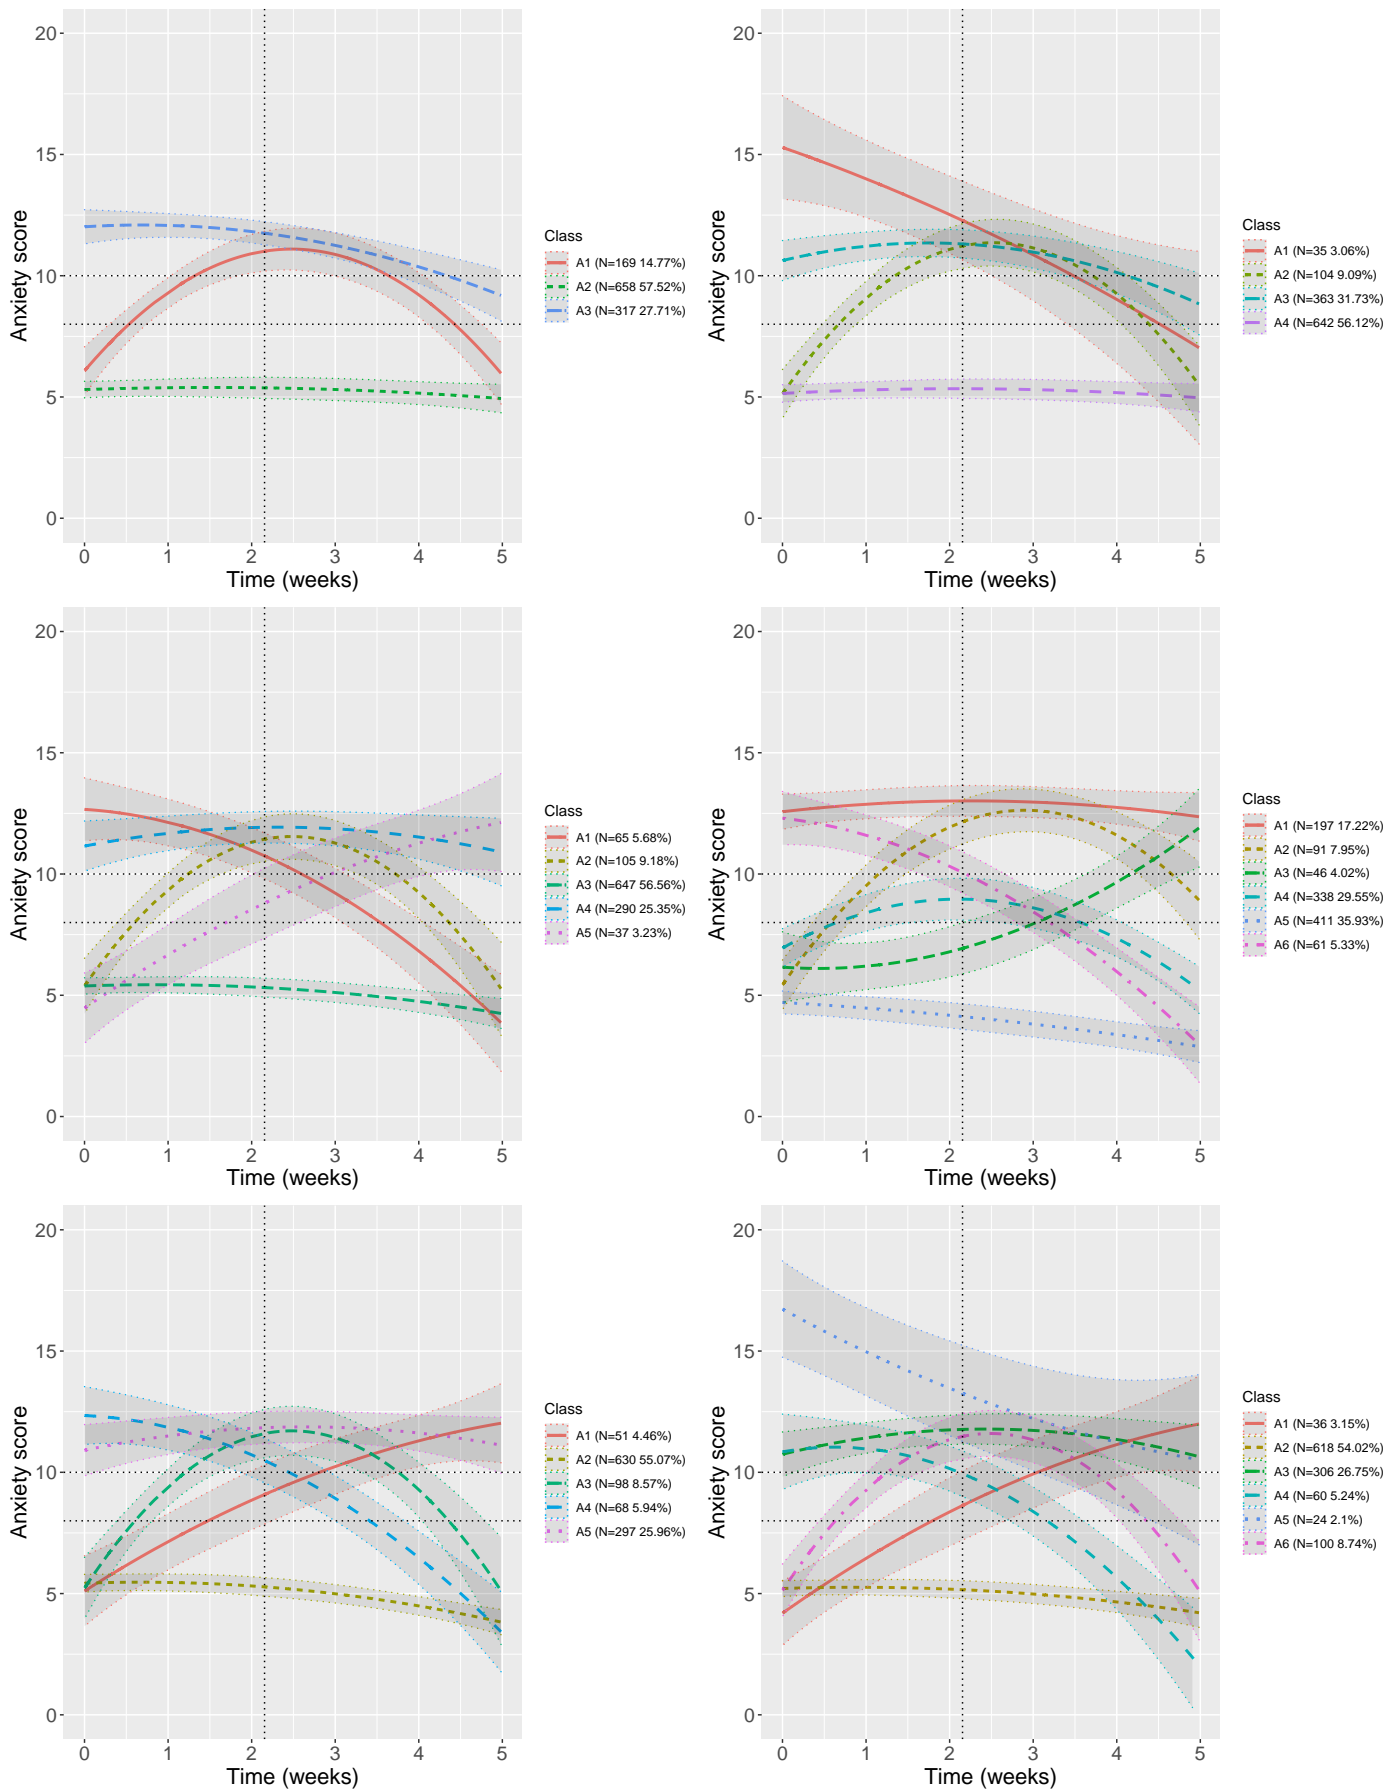 20
15
10
5
0
Anxiety score
0 1 2 3 4 5
Time (weeks)
Class
A1 (N=169 14.77%)
A2 (N=658 57.52%)
A3 (N=317 27.71%)
20
15
10
5
0
Anxiety score
0 1 2 3 4 5
Time (weeks)
Class
A1 (N=35 3.06%)
A2 (N=104 9.09%)
A3 (N=363 31.73%)
A4 (N=642 56.12%)
20
15
10
5
0
Anxiety score
0 1 2 3 4 5
Time (weeks)
Class
A1 (N=65 5.68%)
A2 (N=105 9.18%)
A3 (N=647 56.56%)
A4 (N=290 25.35%)
A5 (N=37 3.23%)
20
15
10
5
0
Anxiety score
0 1 2 3 4 5
Time (weeks)
Class
A1 (N=197 17.22%)
A2 (N=91 7.95%)
A3 (N=46 4.02%)
A4 (N=338 29.55%)
A5 (N=411 35.93%)
A6 (N=61 5.33%)
20
15
10
5
0
Anxiety score
0 1 2 3 4 5
Time (weeks)
Class
A1 (N=51 4.46%)
A2 (N=630 55.07%)
A3 (N=98 8.57%)
A4 (N=68 5.94%)
A5 (N=297 25.96%)
20
15
10
5
0
Anxiety score
0 1 2 3 4 5
Time (weeks)
Class
A1 (N=36 3.15%)
A2 (N=618 54.02%)
A3 (N=306 26.75%)
A4 (N=60 5.24%)
A5 (N=24 2.1%)
A6 (N=100 8.74%)